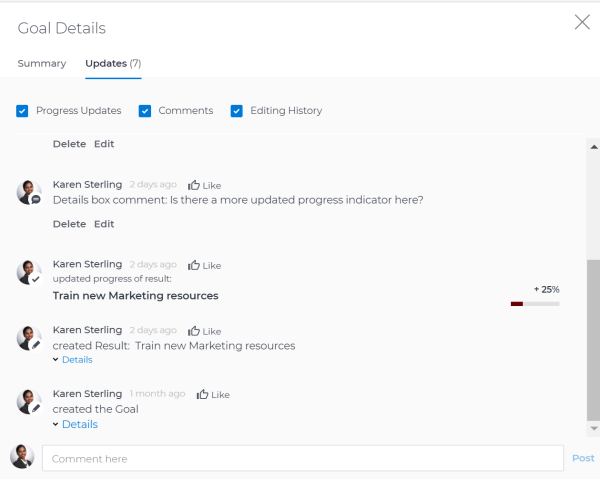 Goal Details
Summary Updates (7)
Progress Updates Comments Editing History
Delete Edit
Karen Sterling 2 days ago Like
Details box comment: Is there a more updated progress indicator here?
Delete Edit
Karen Sterling 2 days ago Like
updated progress of result:
Train new Marketing resources + 25%
Karen Sterling 2 days ago Like
created Result: Train new Marketing resources
Details
Karen Sterling 1 month ago Like
created the Goal
Details
Comment here Post